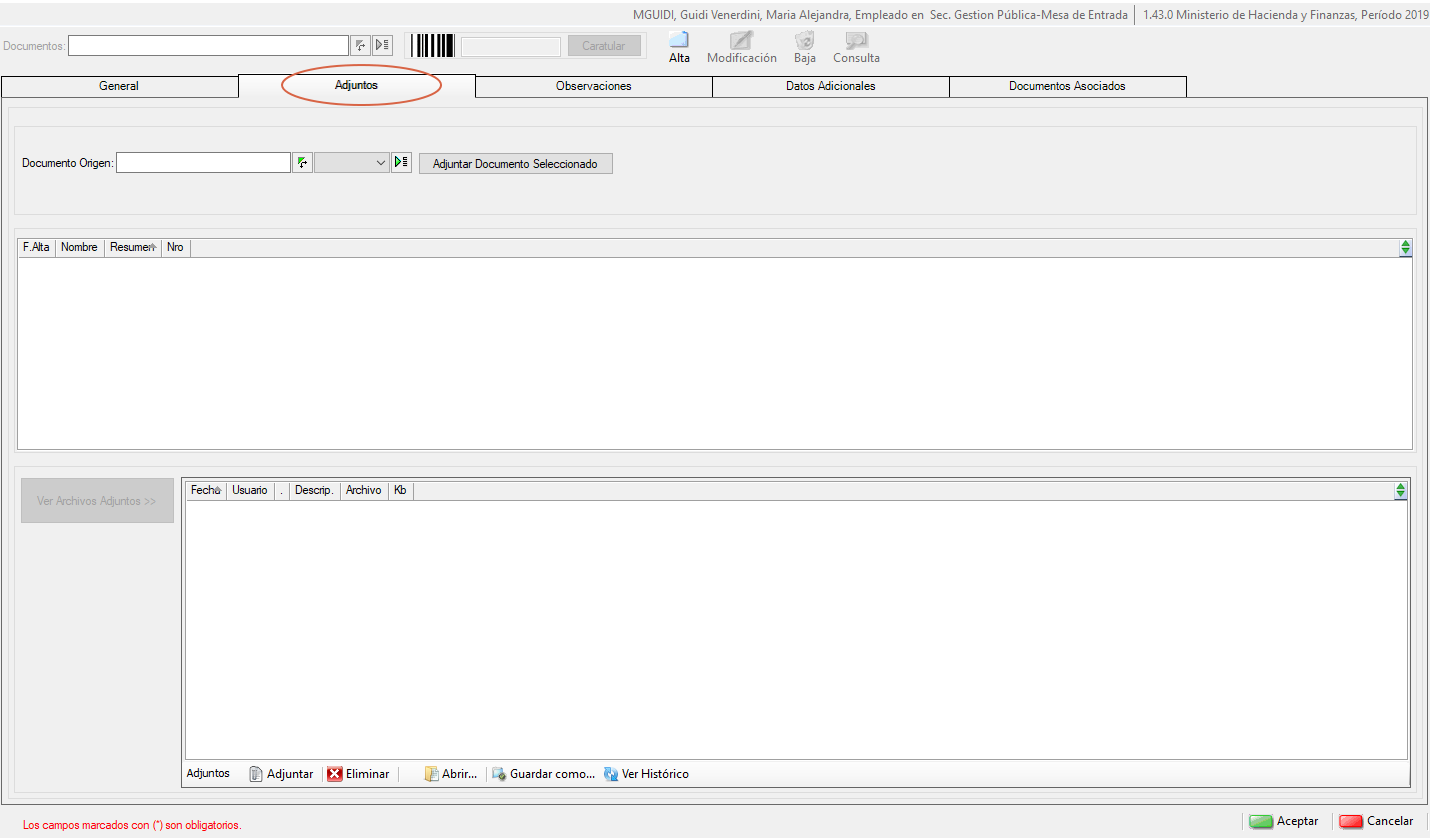 MGUIDI, Guidi Venerdini, Maria Alejandra, Empleado en Sec. Gestion Pública-Mesa de Entrada 1.43.0 Ministerio de Hacienda y Finanzas, Período 2019
Documentos: Caratular Alta Modificación Baja Consulta
General Adjuntos Observaciones Datos Adicionales Documentos Asociados
Documento Origen: Adjuntar Documento Seleccionado
F.Alta Nombre Resumen Nro
Ver Archivos Adjuntos >> Fecha Usuario . Descrip. Archivo Kb
Adjuntos Adjuntar Eliminar Abrir... Guardar como... Ver Histórico
Los campos marcados con (*) son obligatorios. Aceptar Cancelar